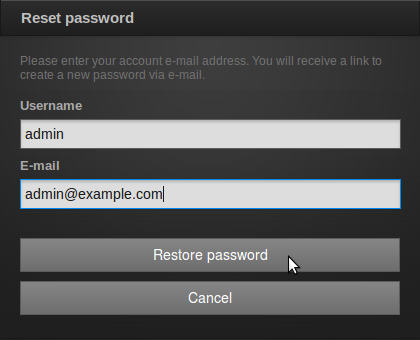 Reset password
Please enter your account e-mail address. You will receive a link to
create a new password via e-mail.
Username
admin
E-mail
admin@example.com
Restore password
Cancel